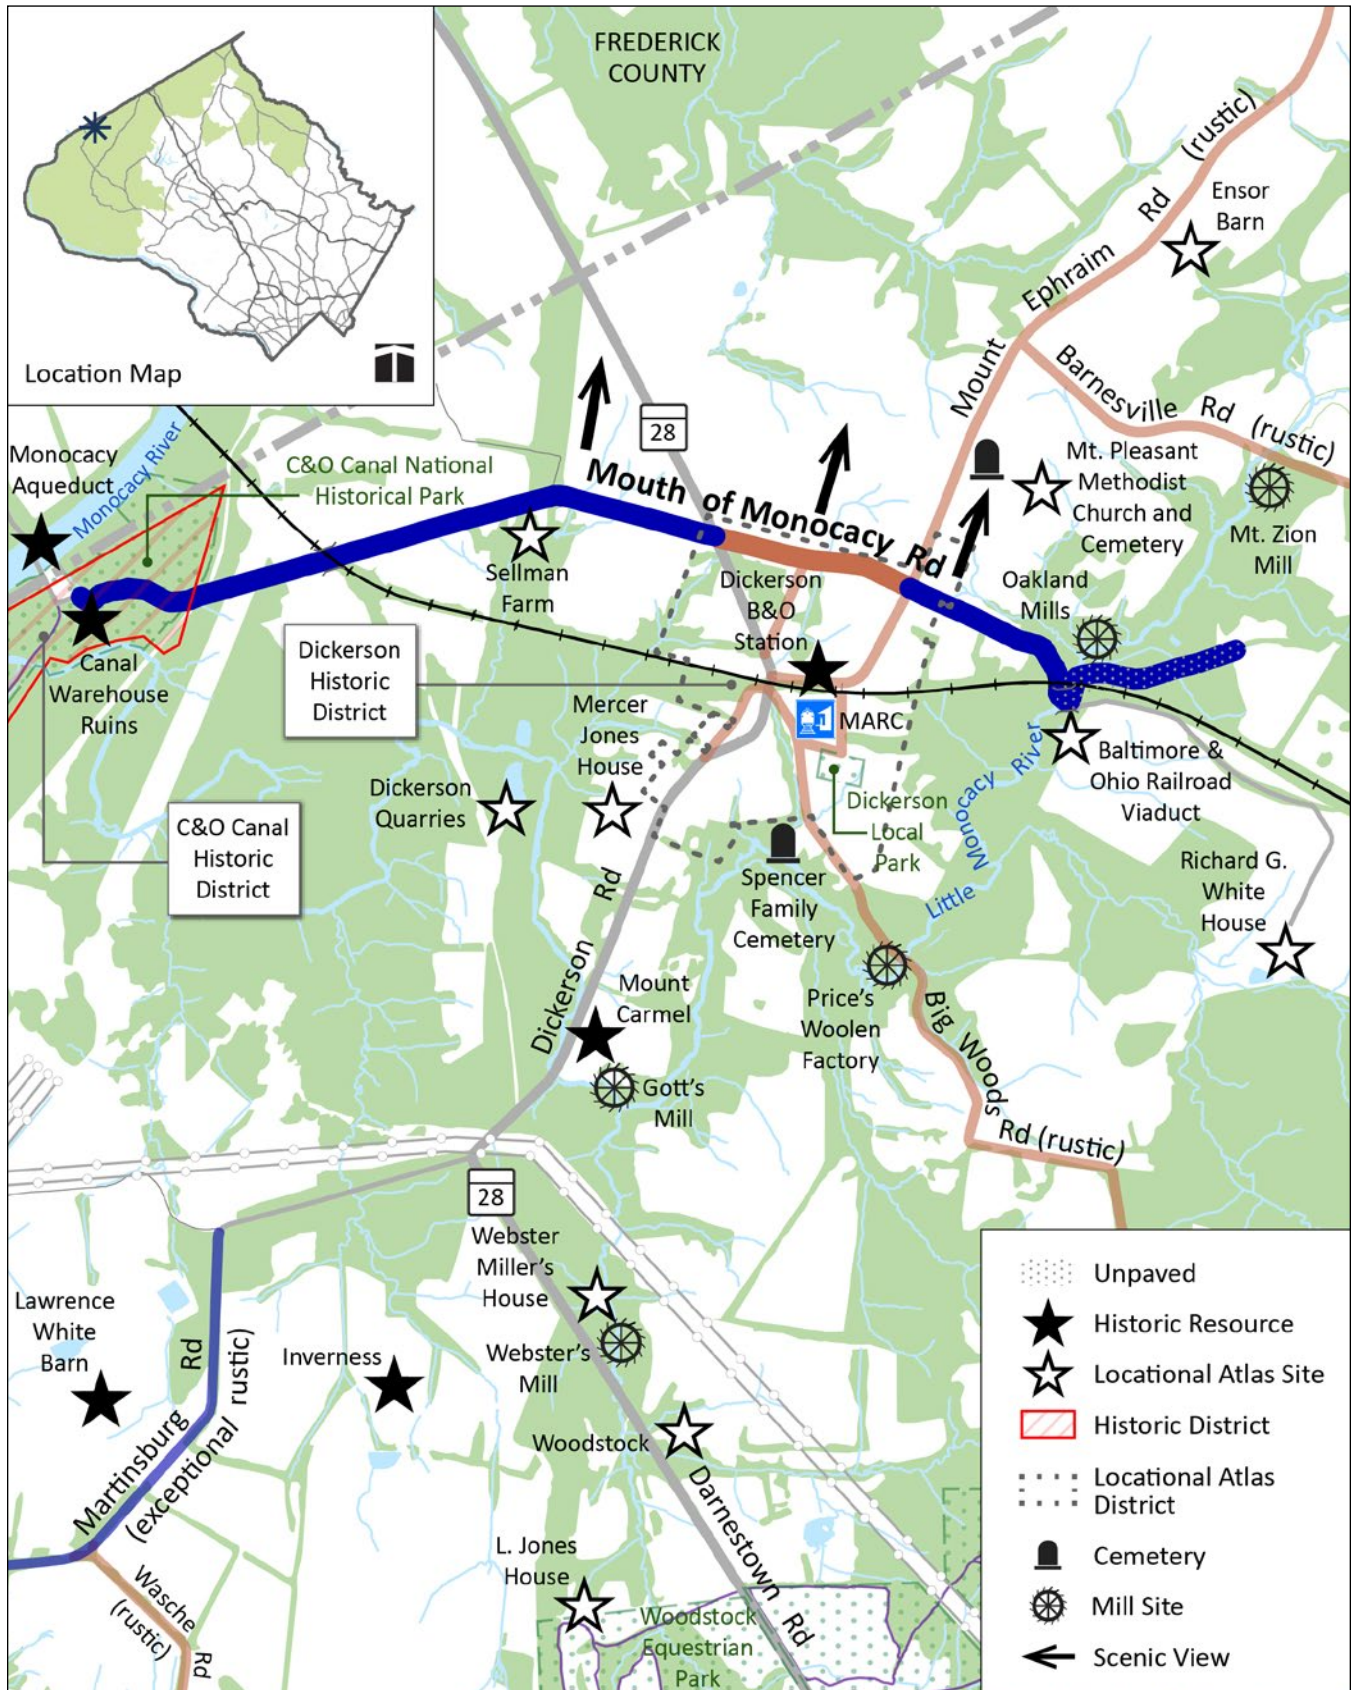 FREDERICK
COUNTY
Location Map
28
Mount Ephraim Rd (rustic)
Ensor
Barn
Barnesville Rd (rustic)
Monocacy
Aqueduct
Monocacy River
C&O Canal National
Historical Park
Mouth of Monocacy Rd
Mt. Pleasant
Methodist
Church and
Cemetery
Mt. Zion
Mill
Sellman
Farm
Dickerson
B&O
Station
Oakland
Mills
Canal
Warehouse
Ruins
Dickerson
Historic
District
Mercer
Jones
House
MARC
Baltimore &
Ohio Railroad
Viaduct
Dickerson
Quarries
Dickerson
Local
Park
Little Monocacy River
C&O Canal
Historic
District
Spencer
Family
Cemetery
Richard G.
White
House
Dickerson Rd
Mount
Carmel
Price's
Woolen
Factory
Big Woods
Rd (rustic)
Gott's
Mill
28
Webster
Miller's
House
Lawrence
White
Barn
Martinsburg Rd
(exceptional rustic)
Inverness
Webster's
Mill
Woodstock
Darnestown Rd
L. Jones
House
Wasche Rd
(rustic)
Woodstock
Equestrian
Park
Unpaved
Historic Resource
Locational Atlas Site
Historic District
Locational Atlas
District
Cemetery
Mill Site
Scenic View